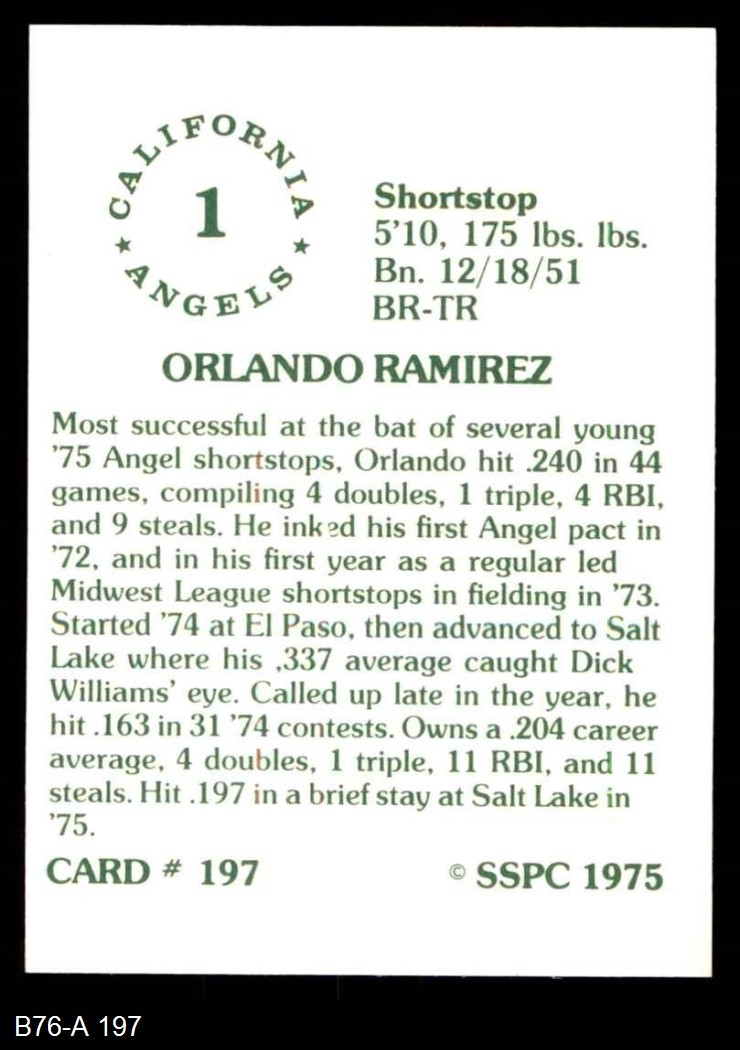 CALIFORNIA
1
★ ANGELS ★
Shortstop
5'10, 175 lbs. lbs.
Bn. 12/18/51
BR-TR
ORLANDO RAMIREZ
Most successful at the bat of several young
'75 Angel shortstops, Orlando hit .240 in 44
games, compiling 4 doubles, 1 triple, 4 RBI,
and 9 steals. He inked his first Angel pact in
'72, and in his first year as a regular led
Midwest League shortstops in fielding in '73.
Started '74 at El Paso, then advanced to Salt
Lake where his .337 average caught Dick
Williams' eye. Called up late in the year, he
hit .163 in 31 '74 contests. Owns a .204 career
average, 4 doubles, 1 triple, 11 RBI, and 11
steals. Hit .197 in a brief stay at Salt Lake in
'75.
CARD # 197
© SSPC 1975
B76-A 197